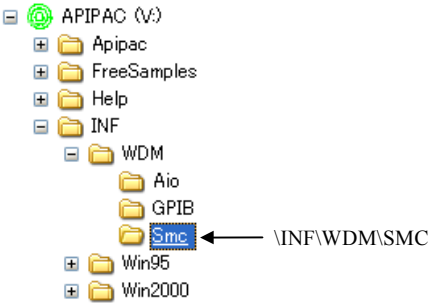 APIPAC (V:)
Apipac
FreeSamples
Help
INF
WDM
Aio
GPIB
Smc \INF\WDM\SMC
Win95
Win2000